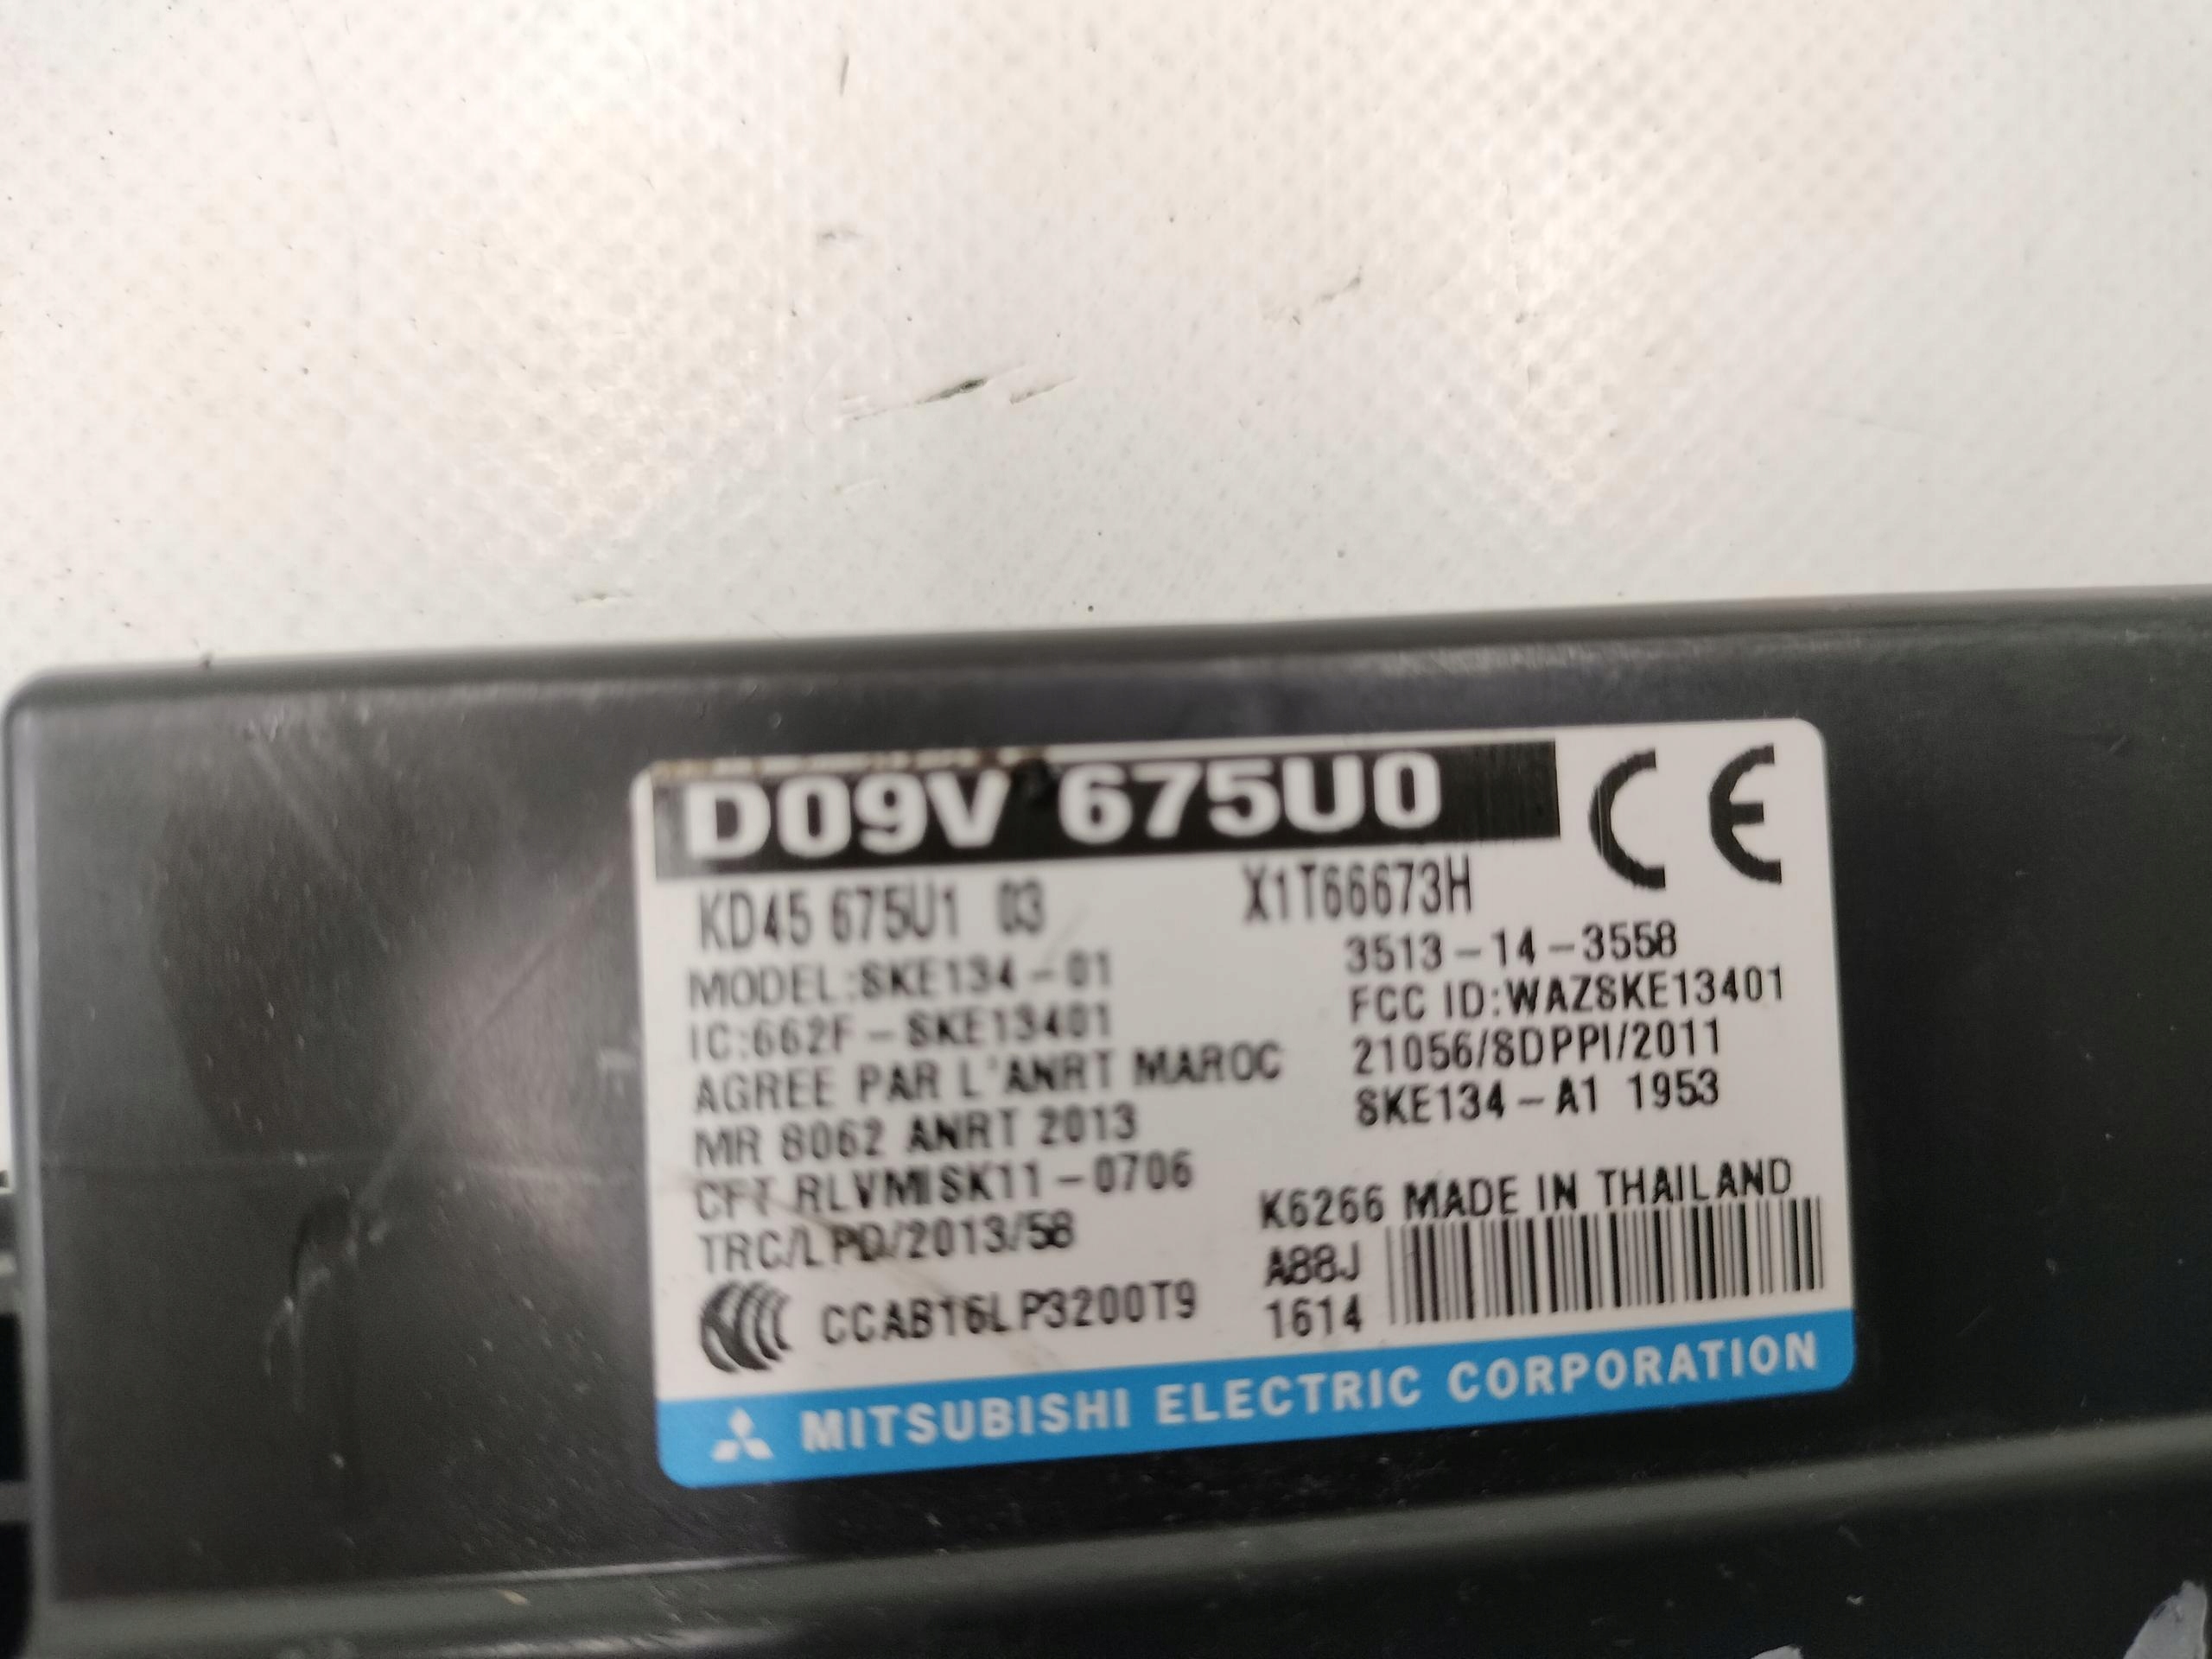 D09V 675U0
CE
KD45 675U1 03 X1T66673H
MODEL:SKE134-01
IC:662F-SKE13401
AGREE PAR L'ANRT MAROC
MR 8062 ANRT 2013
CFT RLVMISK11-0706
TRC/LPD/2013/58
CCAB16LP3200T9
3513-14-3558
FCC ID:WAZSKE13401
21056/SDPPI/2011
SKE134-A1 1953
K6266 MADE IN THAILAND
A88J
1614
MITSUBISHI ELECTRIC CORPORATION